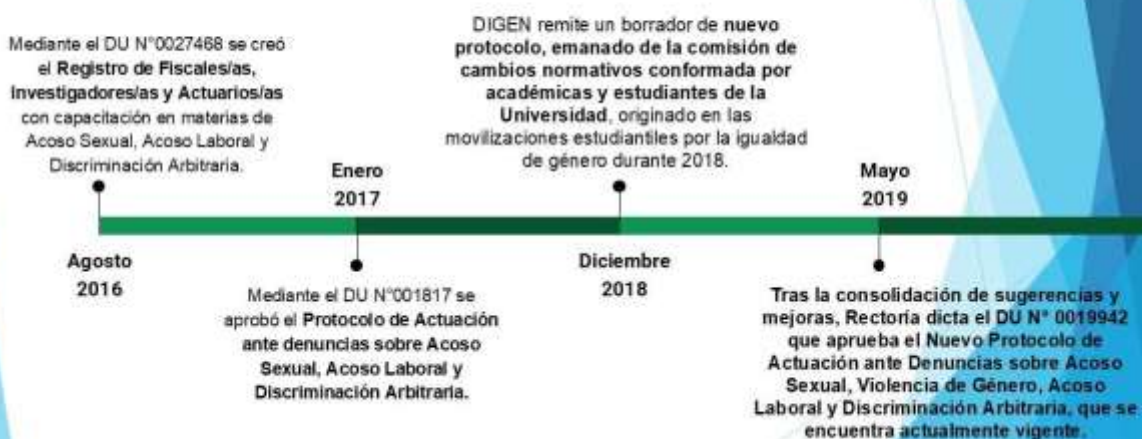 Mediante el DU N°0027468 se creó
el Registro de Fiscales/as,
Investigadores/as y Actuarios/as
con capacitación en materias de
Acoso Sexual, Acoso Laboral y
Discriminación Arbitraria.
Agosto
2016
Enero
2017
Mediante el DU N°001817 se
aprobó el Protocolo de Actuación
ante denuncias sobre Acoso
Sexual, Acoso Laboral y
Discriminación Arbitraria.
DIGEN remite un borrador de nuevo
protocolo, emanado de la comisión de
cambios normativos conformada por
académicas y estudiantes de la
Universidad, originado en las
movilizaciones estudiantiles por la igualdad
de género durante 2018.
Diciembre
2018
Mayo
2019
Tras la consolidación de sugerencias y
mejoras, Rectoría dicta el DU N° 0019942
que aprueba el Nuevo Protocolo de
Actuación ante Denuncias sobre Acoso
Sexual, Violencia de Género, Acoso
Laboral y Discriminación Arbitraria, que se
encuentra actualmente vigente.